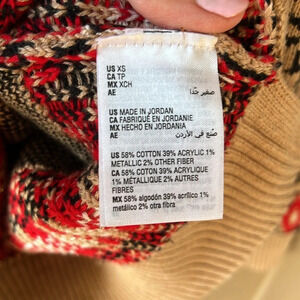 US XS
CA TP
MX XCH
AE صغير جدًا
US MADE IN JORDAN
CA FABRIQUÉ EN JORDANIE
MX HECHO EN JORDANIA
AE صنع في الأردن
US 58% COTTON 39% ACRYLIC 1%
METALLIC 2% OTHER FIBER
CA 58% COTON 39% ACRYLIQUE
1% MÉTALLIQUE 2% AUTRES
FIBRES
MX 58% algodón 39% acrílico 1%
metálico 2% otra fibra